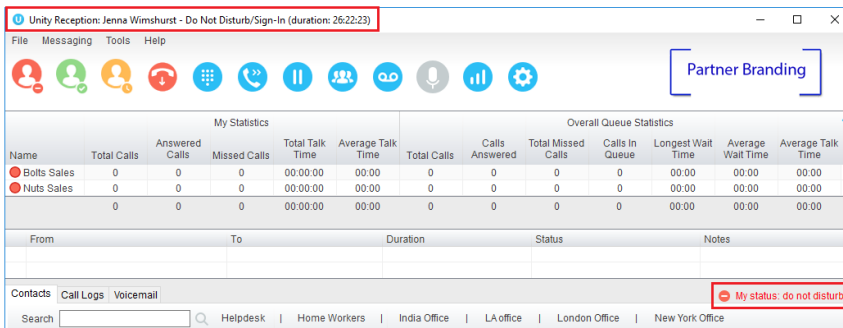 Unity Reception: Jenna Wimshurst - Do Not Disturb/Sign-In (duration: 26:22:23)
File Messaging Tools Help
Partner Branding
My Statistics Overall Queue Statistics
Name Total Calls Answered Calls Missed Calls Total Talk Time Average Talk Time Total Calls Calls Answered Total Missed Calls Calls In Queue Longest Wait Time Average Wait Time Average Talk Time
Bolts Sales 0 0 0 00:00:00 00:00 0 0 0 0 00:00 00:00 00:00
Nuts Sales 0 0 0 00:00:00 00:00 0 0 0 0 00:00 00:00 00:00
0 0 0 00:00:00 00:00 0 0 0 0 00:00 00:00 00:00
From To Duration Status Notes
Contacts Call Logs Voicemail My status: do not disturb
Search Helpdesk | Home Workers | India Office | LA office | London Office | New York Office